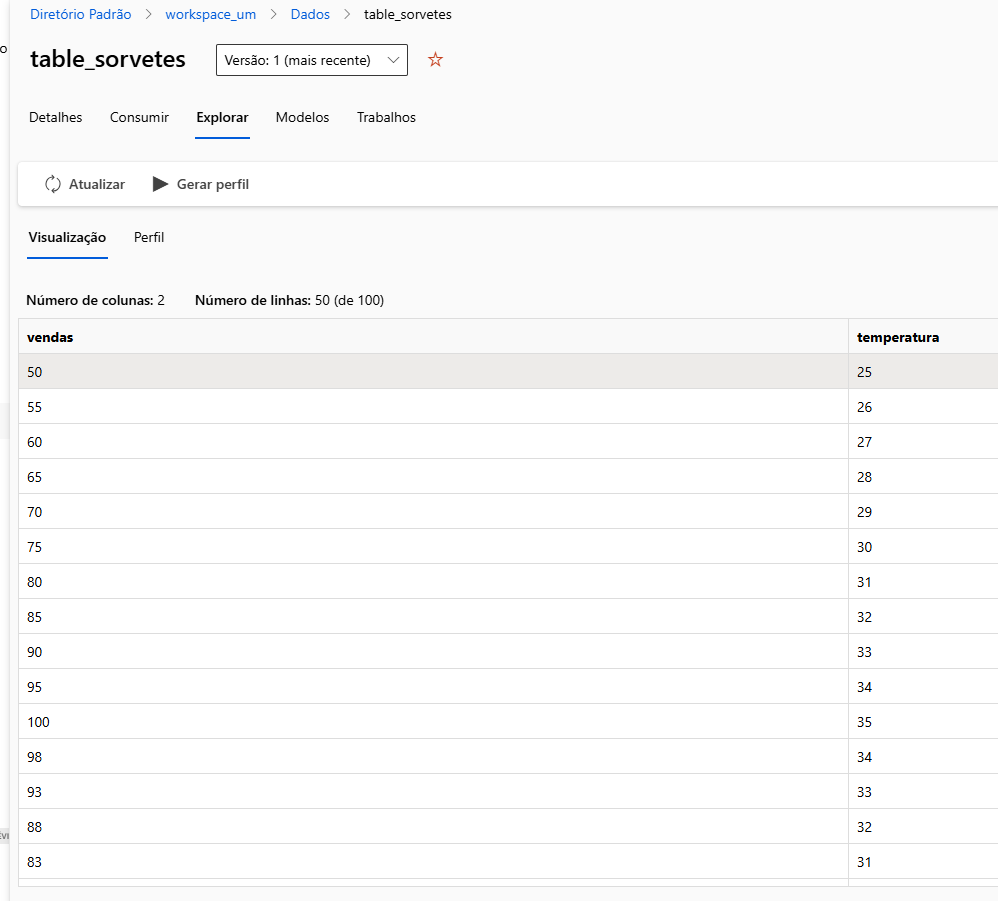 Diretório Padrão > workspace_um > Dados > table_sorvetes
table_sorvetes Versão: 1 (mais recente)
Detalhes Consumir Explorar Modelos Trabalhos
Atualizar Gerar perfil
Visualização Perfil
Número de colunas: 2 Número de linhas: 50 (de 100)
vendas temperatura
50 25
55 26
60 27
65 28
70 29
75 30
80 31
85 32
90 33
95 34
100 35
98 34
93 33
88 32
83 31